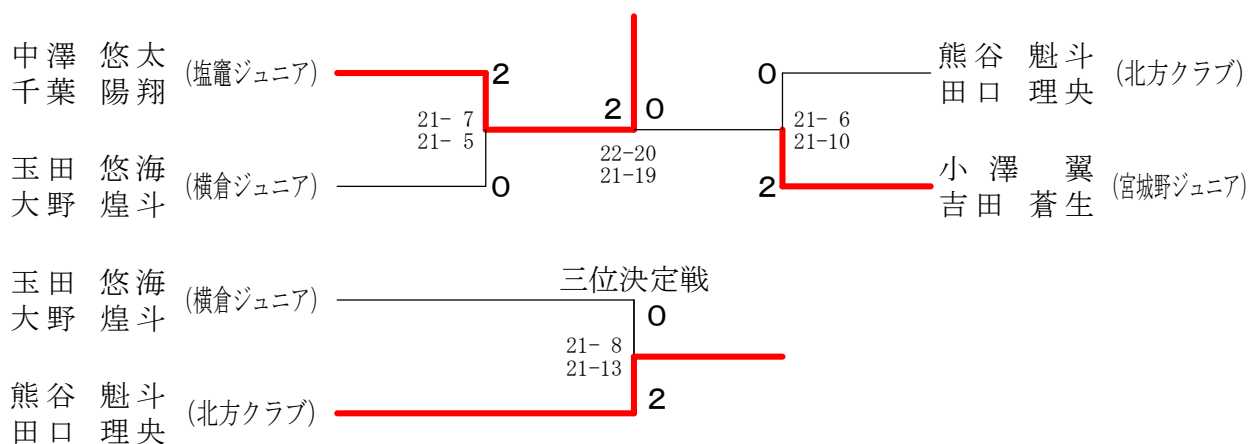 中澤 悠太
千葉 陽翔
(塩竈ジュニア)
2
21- 7
21- 5
玉田 悠海
大野 煌斗
(横倉ジュニア)
0
2 0
22-20
21-19
0
熊谷 魁斗
田口 理央
(北方クラブ)
21- 6
21-10
2
小澤 翼
吉田 蒼生
(宮城野ジュニア)
三位決定戦
玉田 悠海
大野 煌斗
(横倉ジュニア)
0
21- 8
21-13
熊谷 魁斗
田口 理央
(北方クラブ)
2